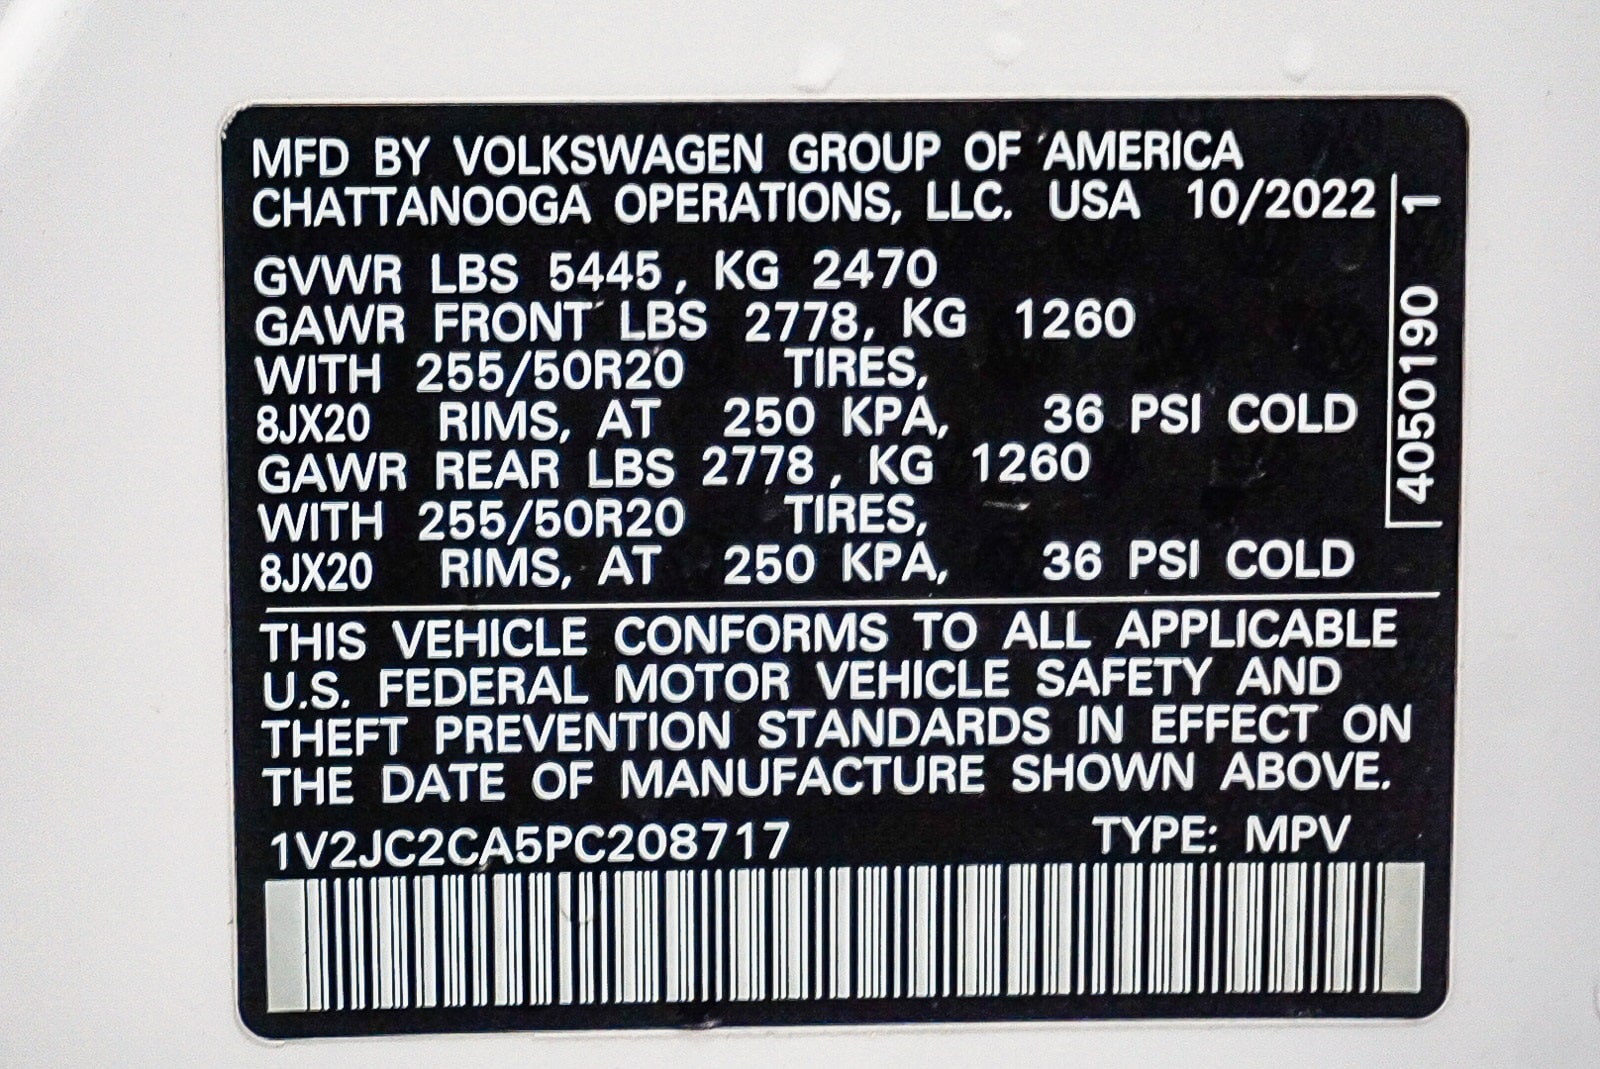 MFD BY VOLKSWAGEN GROUP OF AMERICA
CHATTANOOGA OPERATIONS, LLC. USA 10/2022
GVWR LBS 5445, KG 2470
GAWR FRONT LBS 2778, KG 1260
WITH 255/50R20 TIRES,
8JX20 RIMS, AT 250 KPA, 36 PSI COLD
GAWR REAR LBS 2778, KG 1260
WITH 255/50R20 TIRES,
8JX20 RIMS, AT 250 KPA, 36 PSI COLD
4050190 1
THIS VEHICLE CONFORMS TO ALL APPLICABLE
U.S. FEDERAL MOTOR VEHICLE SAFETY AND
THEFT PREVENTION STANDARDS IN EFFECT ON
THE DATE OF MANUFACTURE SHOWN ABOVE.
1V2JC2CA5PC208717 TYPE: MPV